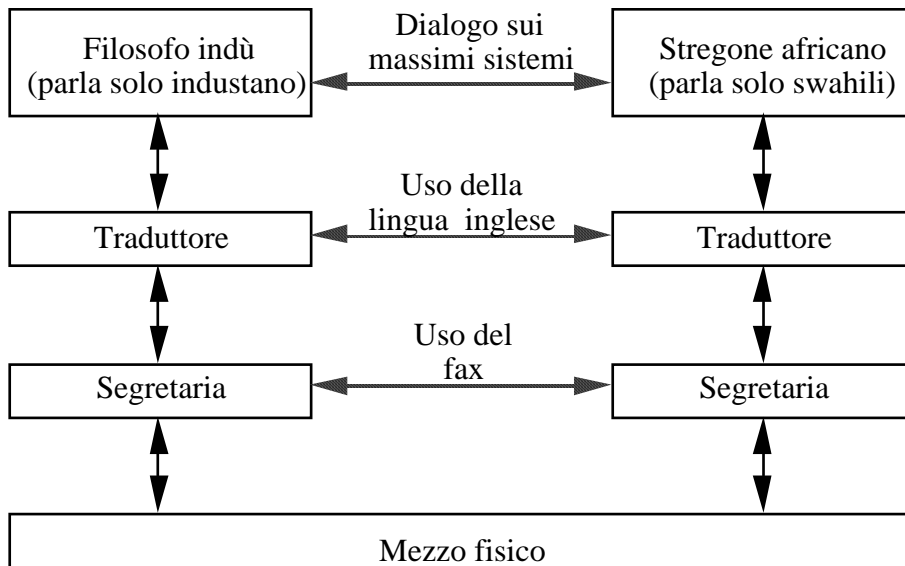 Filosofo indù
(parla solo industano)
Dialogo sui
massimi sistemi
Stregone africano
(parla solo swahili)
Traduttore
Uso della
lingua inglese
Traduttore
Segretaria
Uso del
fax
Segretaria
Mezzo fisico